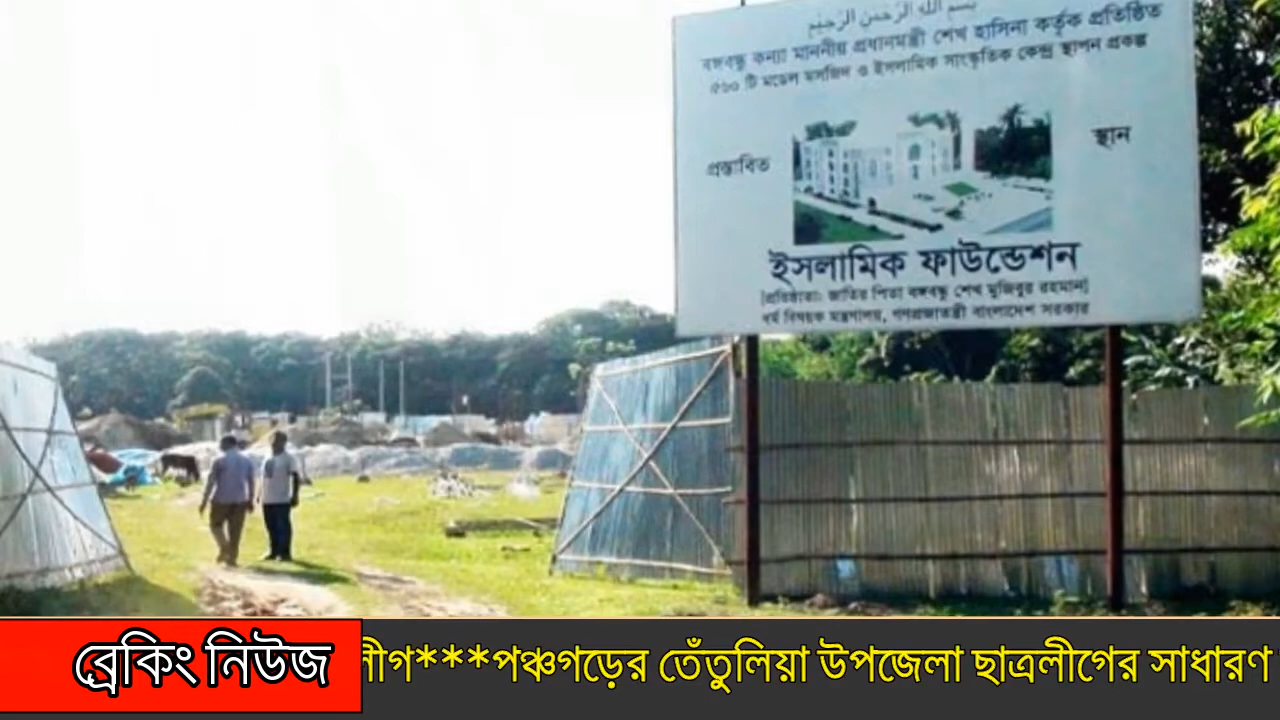 بسم الله الرحمن الرحيم
বঙ্গবন্ধু কন্যা মাননীয় প্রধানমন্ত্রী শেখ হাসিনা কর্তৃক প্রতিষ্ঠিত
৫৬০ টি মডেল মসজিদ ও ইসলামিক সাংস্কৃতিক কেন্দ্র স্থাপন প্রকল্প
প্রস্তাবিত
স্থান
ইসলামিক ফাউন্ডেশন
[প্রতিষ্ঠাতাঃ জাতির পিতা বঙ্গবন্ধু শেখ মুজিবুর রহমান]
ধর্ম বিষয়ক মন্ত্রণালয়, গণপ্রজাতন্ত্রী বাংলাদেশ সরকার
ব্রেকিং নিউজ
লীগ***পঞ্চগড়ের তেঁতুলিয়া উপজেলা ছাত্রলীগের সাধারণ